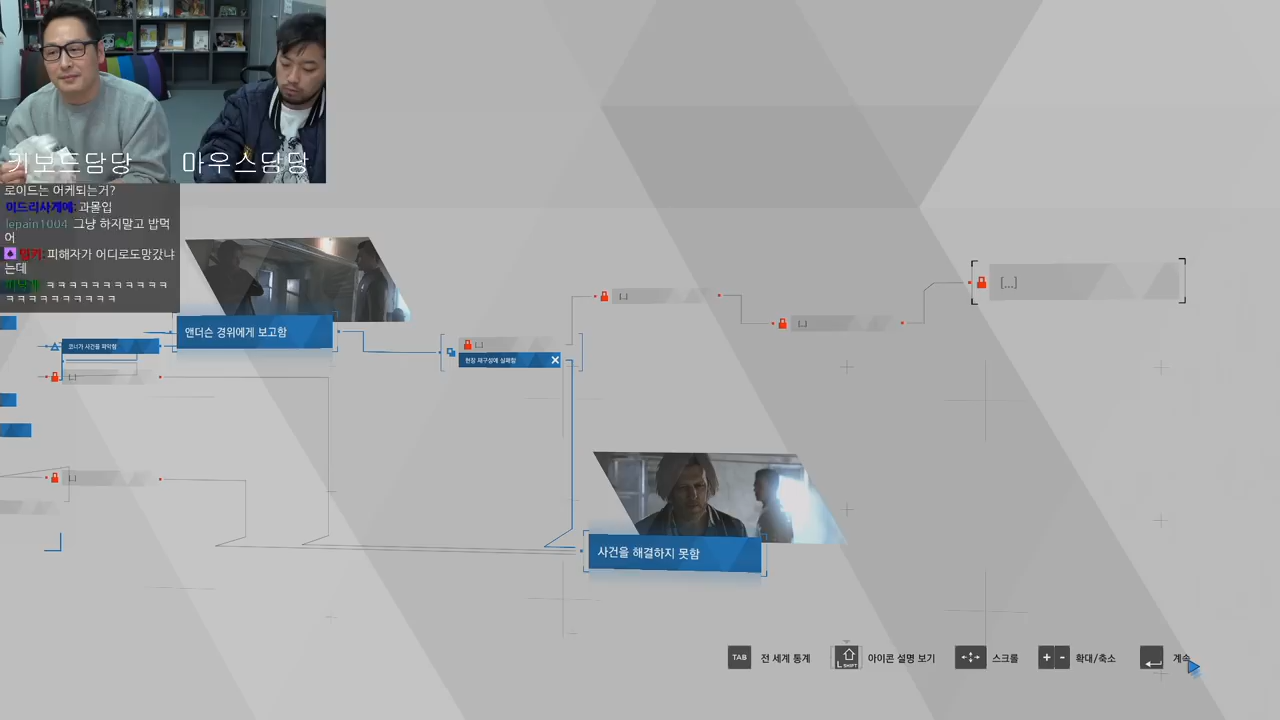 키보드담당
마우스담당
로이드는 어케되는거?
미드리사게예: 과몰입
lepain1004: 그냥 하지말고 밥먹
어
밍키: 피해자가 어디로도망갔냐
는데
ㅋㅋㅋㅋㅋㅋㅋㅋㅋㅋㅋ
ㅋㅋㅋㅋㅋㅋㅋㅋㅋㅋ
앤더슨 경위에게 보고함
코너가 사건을 파악함
[...]
[...]
[...]
[...]
현장 재구성에 실패함
[...]
[...]
사건을 해결하지 못함
TAB 전 세계 통계
L SHIFT 아이콘 설명 보기
스크롤
+ - 확대/축소
계속